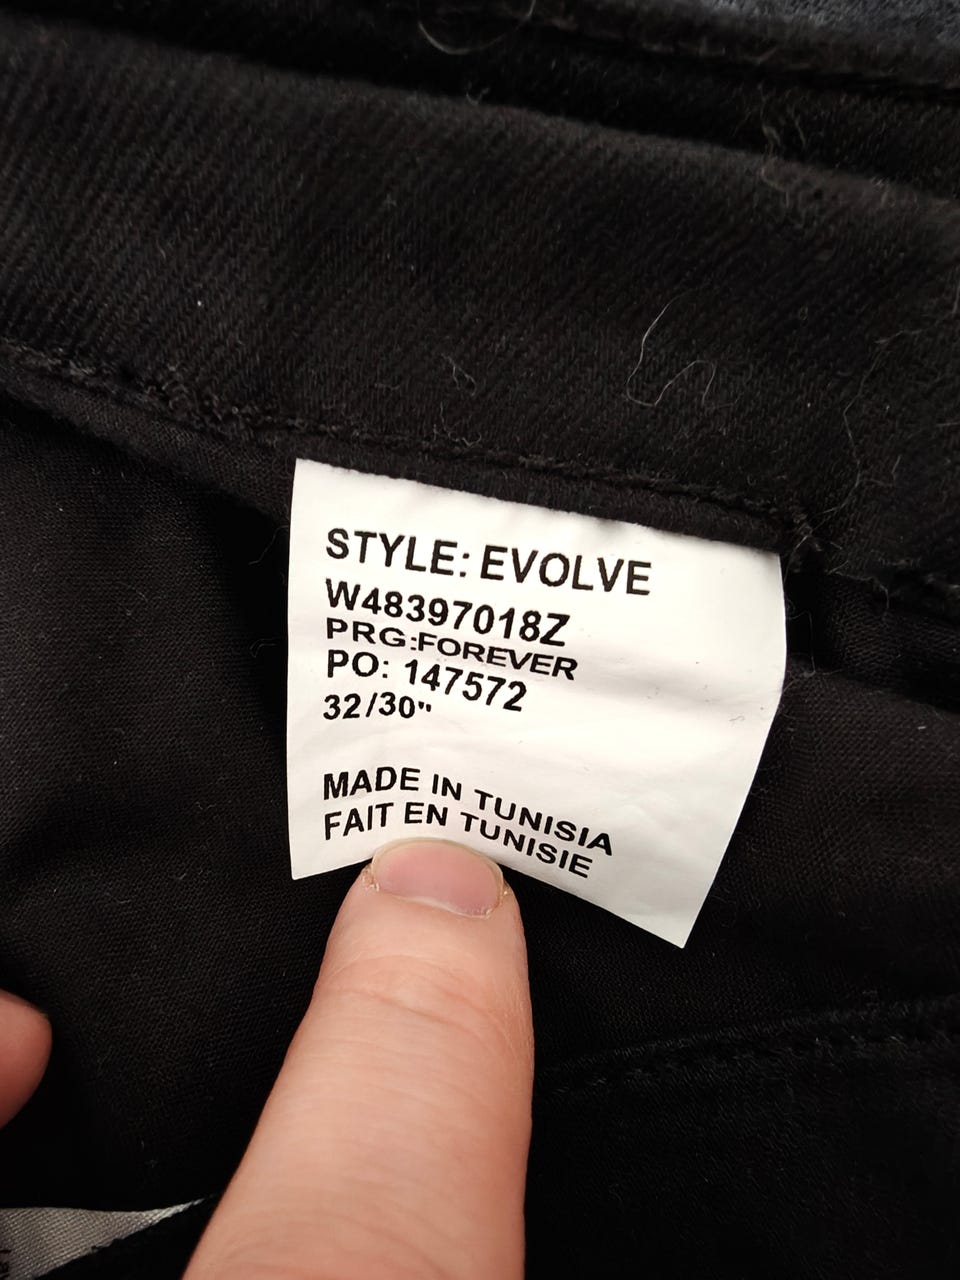 STYLE: EVOLVE
W48397018Z
PRG:FOREVER
PO: 147572
32/30"
MADE IN TUNISIA
FAIT EN TUNISIE